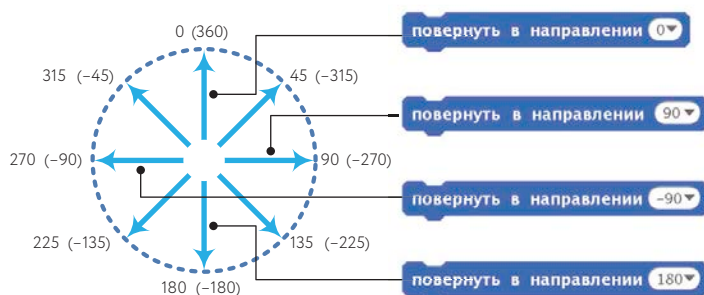 0 (360)
315 (–45)
45 (–315)
270 (–90)
90 (–270)
225 (–135)
135 (–225)
180 (–180)
повернуть в направлении 0
повернуть в направлении 90
повернуть в направлении -90
повернуть в направлении 180